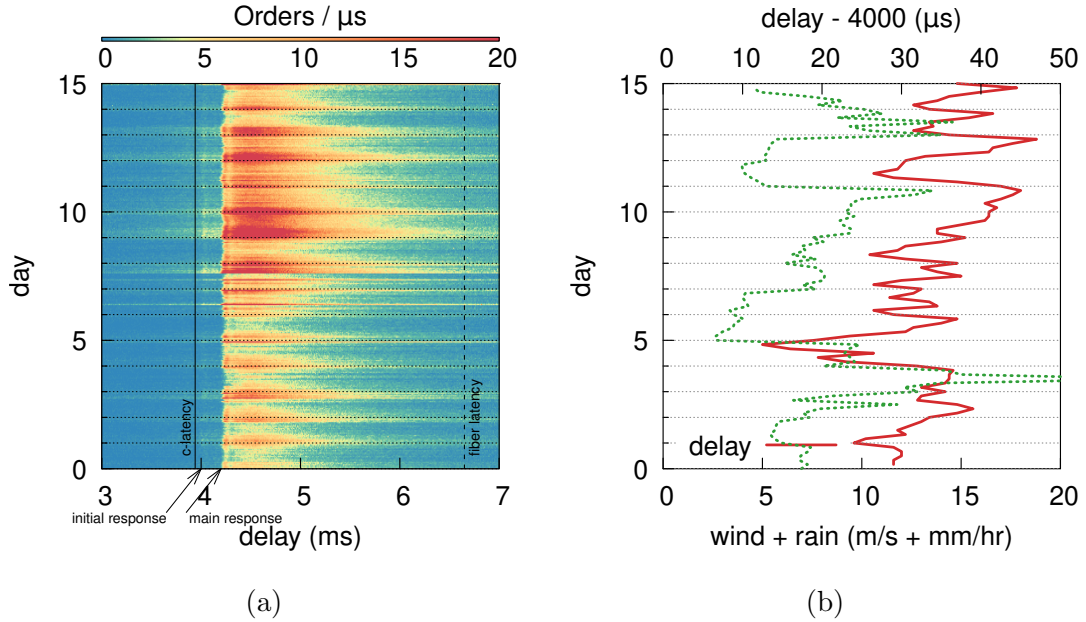 Orders / µs
0 5 10 15 20
15
10
5
0
day
c-latency
fiber latency
3 4 5 6 7
initial response main response
delay (ms)
(a)
delay - 4000 (µs)
0 10 20 30 40 50
15
10
5
0
day
delay
0 5 10 15 20
wind + rain (m/s + mm/hr)
(b)